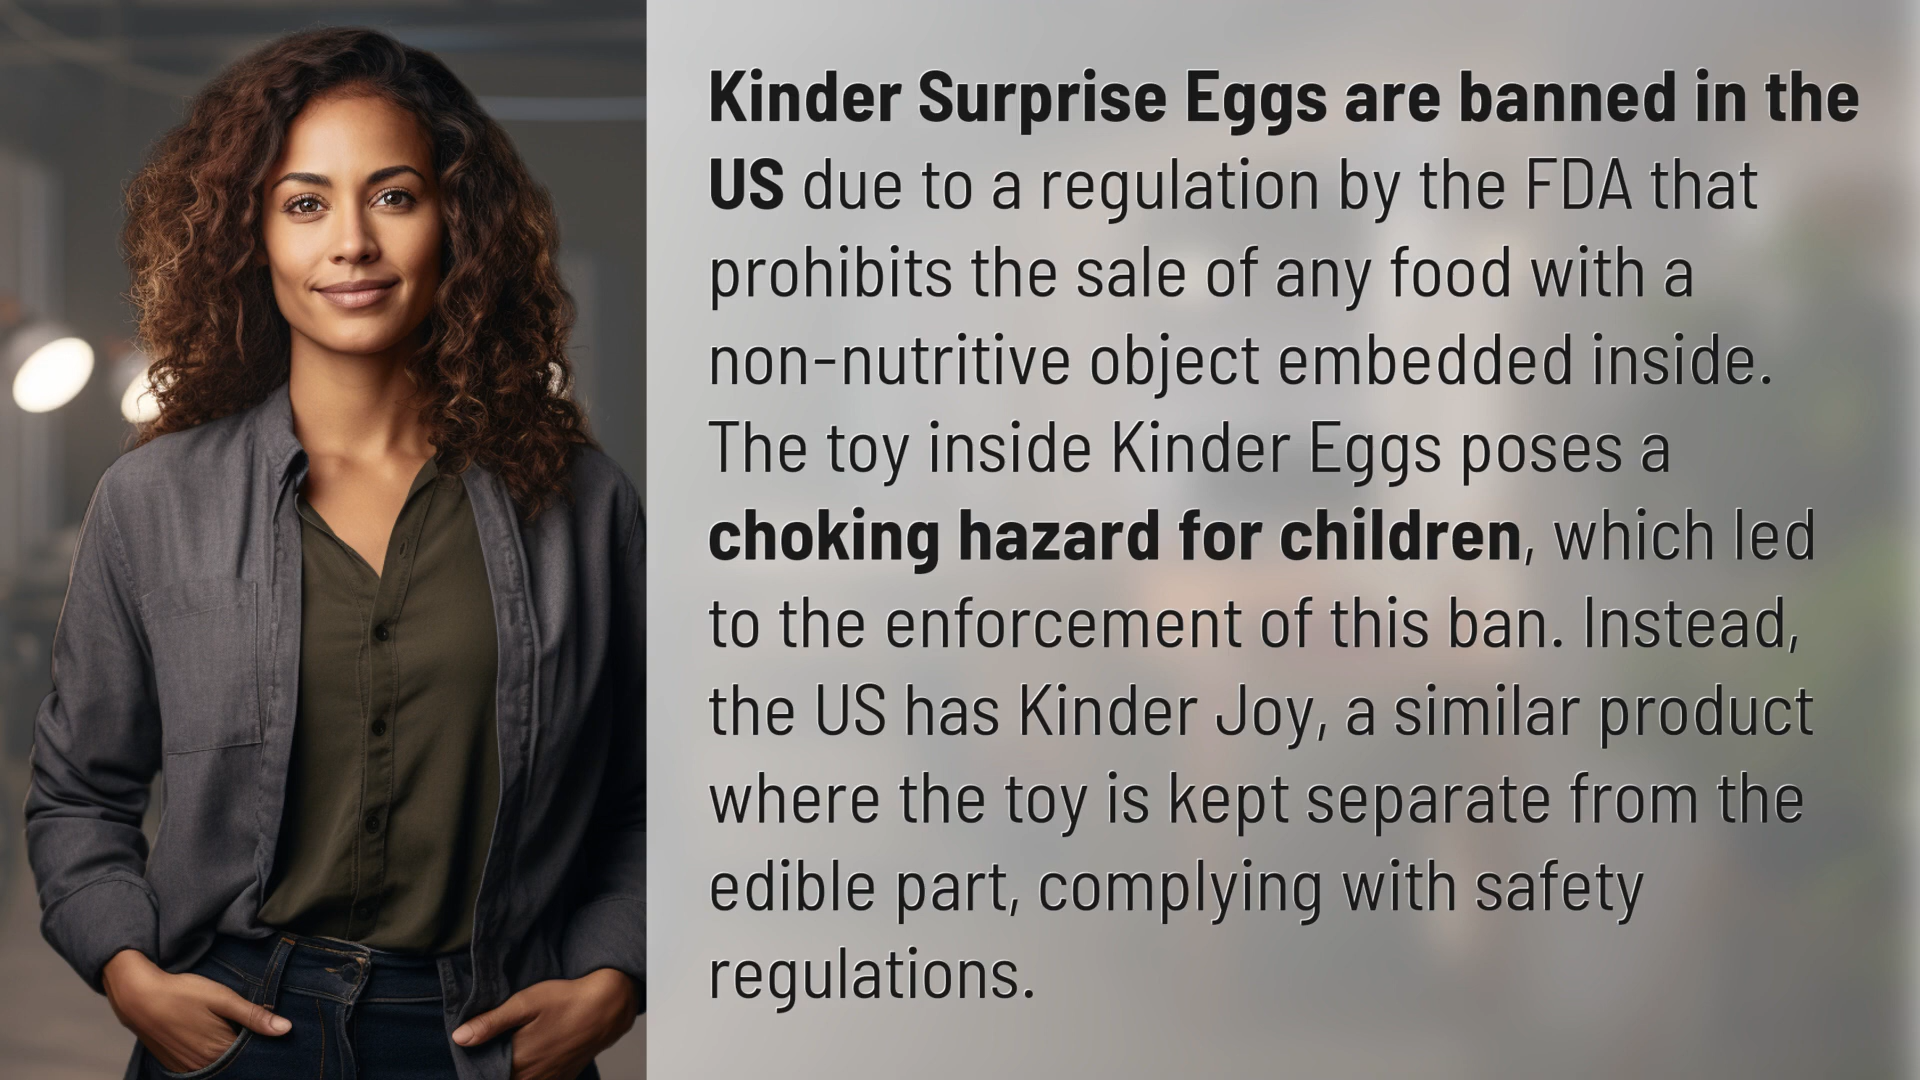 Kinder Surprise Eggs are banned in the
US due to a regulation by the FDA that
prohibits the sale of any food with a
non-nutritive object embedded inside.
The toy inside Kinder Eggs poses a
choking hazard for children, which led
to the enforcement of this ban. Instead,
the US has Kinder Joy, a similar product
where the toy is kept separate from the
edible part, complying with safety
regulations.